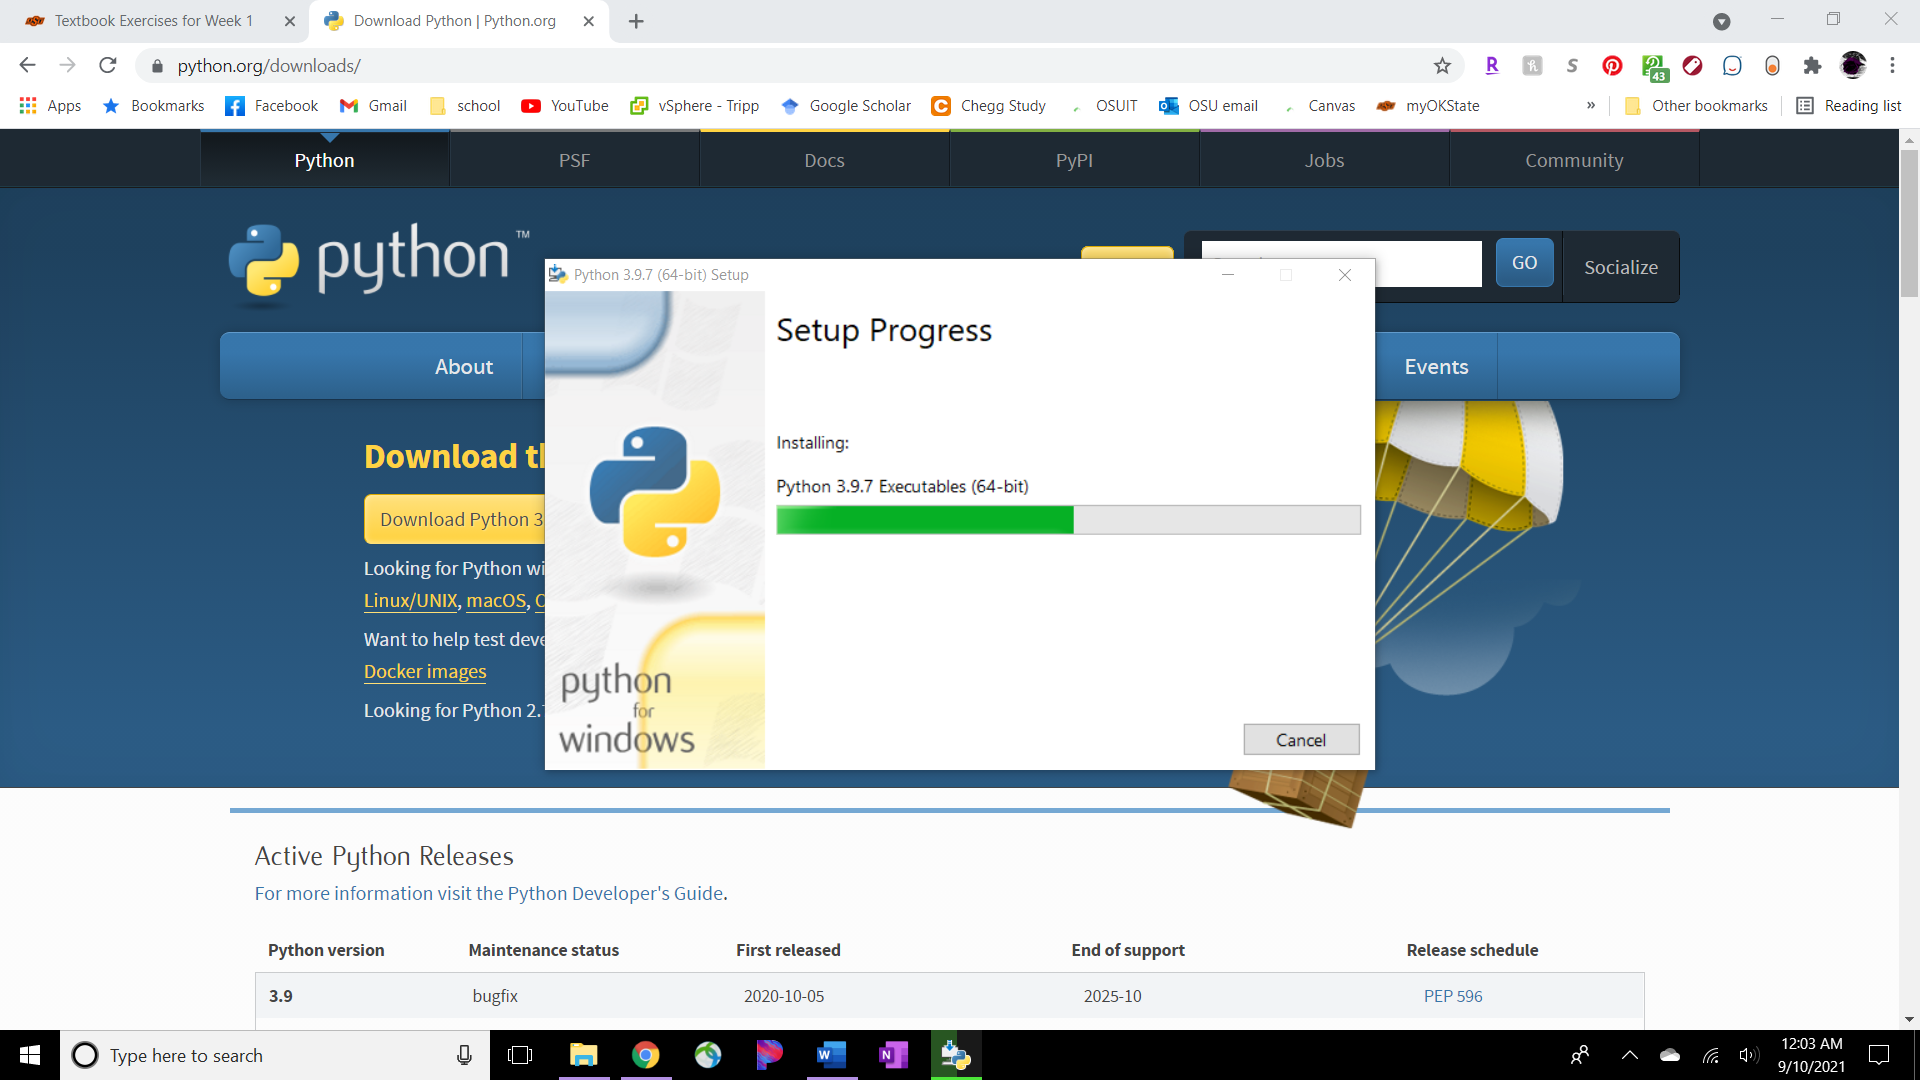 Textbook Exercises for Week 1
Download Python | Python.org
python.org/downloads/
43
Apps
Bookmarks
Facebook
Gmail
school
YouTube
vSphere - Tripp
Google Scholar
Chegg Study
OSUIT
OSU email
Canvas
myOKState
»
Other bookmarks
Reading list
Python
PSF
Docs
PyPI
Jobs
Community
python™
GO
Socialize
About
Events
Download
Download Python 3
Looking for Python
Linux/UNIX, macOS,
Want to help test
Docker images
Looking for Python 2.
Python 3.9.7 (64-bit) Setup
Setup Progress
Installing:
Python 3.9.7 Executables (64-bit)
python
for
windows
Cancel
Active Python Releases
For more information visit the Python Developer's Guide.
Python version Maintenance status First released End of support Release schedule
3.9 bugfix 2020-10-05 2025-10 PEP 596
Type here to search
12:03 AM
9/10/2021